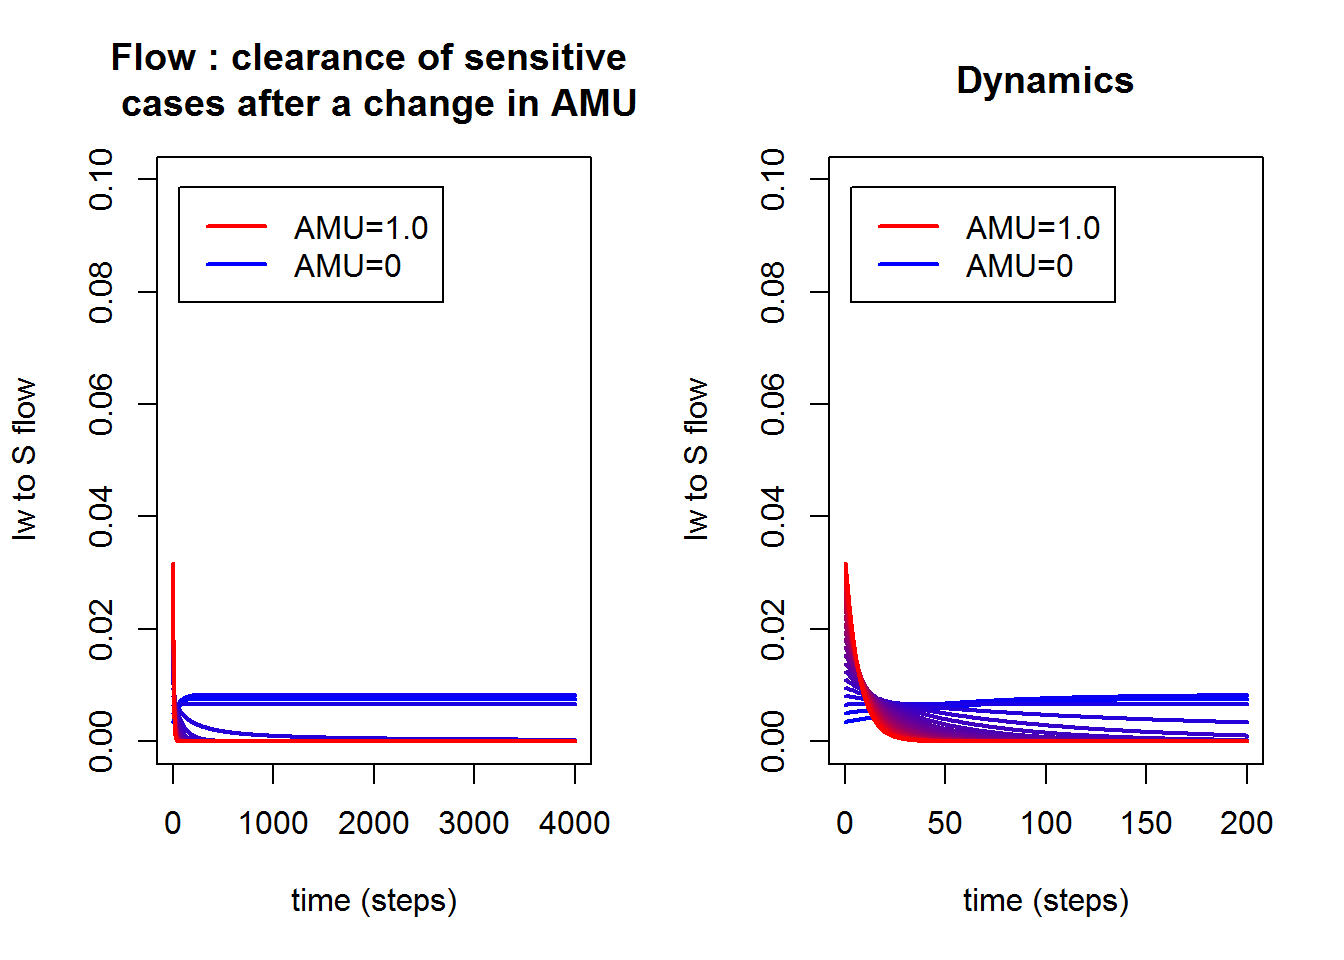 Flow : clearance of sensitive
cases after a change in AMU
Iw to S flow
0.10
0.08
0.06
0.04
0.02
0.00
AMU=1.0
AMU=0
0 1000 2000 3000 4000
time (steps)
Dynamics
Iw to S flow
0.10
0.08
0.06
0.04
0.02
0.00
AMU=1.0
AMU=0
0 50 100 150 200
time (steps)